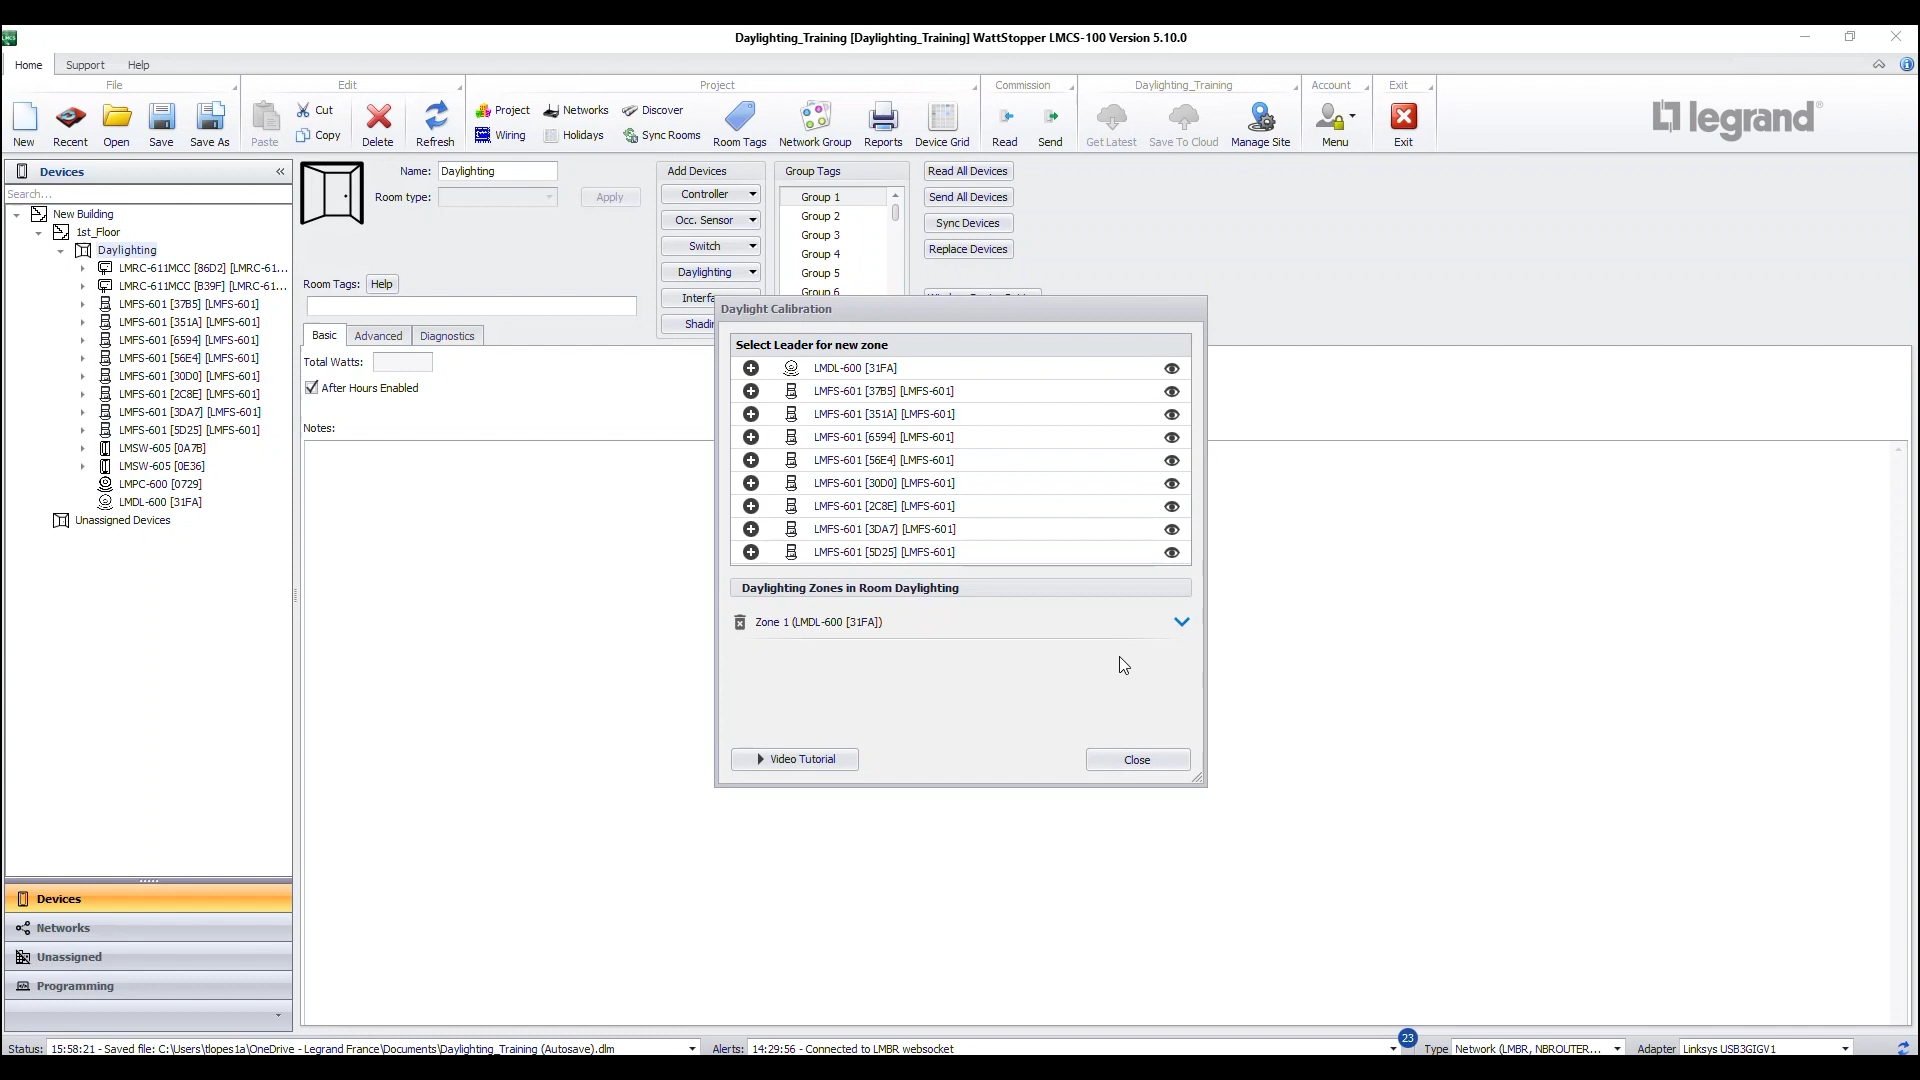 Daylighting_Training [Daylighting_Training] WattStopper LMCS-100 Version 5.10.0
Home Support Help
File Edit Project Commission Daylighting_Training Account Exit
New Recent Open Save Save As Paste Cut Copy Delete Refresh
Project Networks Discover
Wiring Holidays Sync Rooms
Room Tags Network Group Reports Device Grid Read Send Get Latest Save To Cloud Manage Site Menu Exit
legrand
Devices
Search...
New Building
1st_Floor
Daylighting
LMRC-611MCC [86D2] [LMRC-61...
LMRC-611MCC [B39F] [LMRC-61...
LMFS-601 [37B5] [LMFS-601]
LMFS-601 [351A] [LMFS-601]
LMFS-601 [6594] [LMFS-601]
LMFS-601 [56E4] [LMFS-601]
LMFS-601 [30D0] [LMFS-601]
LMFS-601 [2C8E] [LMFS-601]
LMFS-601 [3DA7] [LMFS-601]
LMFS-601 [5D25] [LMFS-601]
LMSW-605 [0A7B]
LMSW-605 [0E36]
LMPC-600 [0729]
LMDL-600 [31FA]
Unassigned Devices
Devices
Networks
Unassigned
Programming
Name: Daylighting
Room type:
Apply
Room Tags: Help
Basic Advanced Diagnostics
Total Watts:
After Hours Enabled
Notes:
Add Devices
Controller
Occ. Sensor
Switch
Daylighting
Interfa
Shadin
Group Tags
Group 1
Group 2
Group 3
Group 4
Group 5
Group 6
Read All Devices
Send All Devices
Sync Devices
Replace Devices
Daylight Calibration
Select Leader for new zone
LMDL-600 [31FA]
LMFS-601 [37B5] [LMFS-601]
LMFS-601 [351A] [LMFS-601]
LMFS-601 [6594] [LMFS-601]
LMFS-601 [56E4] [LMFS-601]
LMFS-601 [30D0] [LMFS-601]
LMFS-601 [2C8E] [LMFS-601]
LMFS-601 [3DA7] [LMFS-601]
LMFS-601 [5D25] [LMFS-601]
Daylighting Zones in Room Daylighting
Zone 1 (LMDL-600 [31FA])
Video Tutorial
Close
Status: 15:58:21 - Saved file: C:\Users\tlopes1a\OneDrive - Legrand France\Documents\Daylighting_Training (Autosave).dlm
Alerts: 14:29:56 - Connected to LMBR websocket
23
Type Network (LMBR, NBROUTER...
Adapter Linksys USB3GIGV1